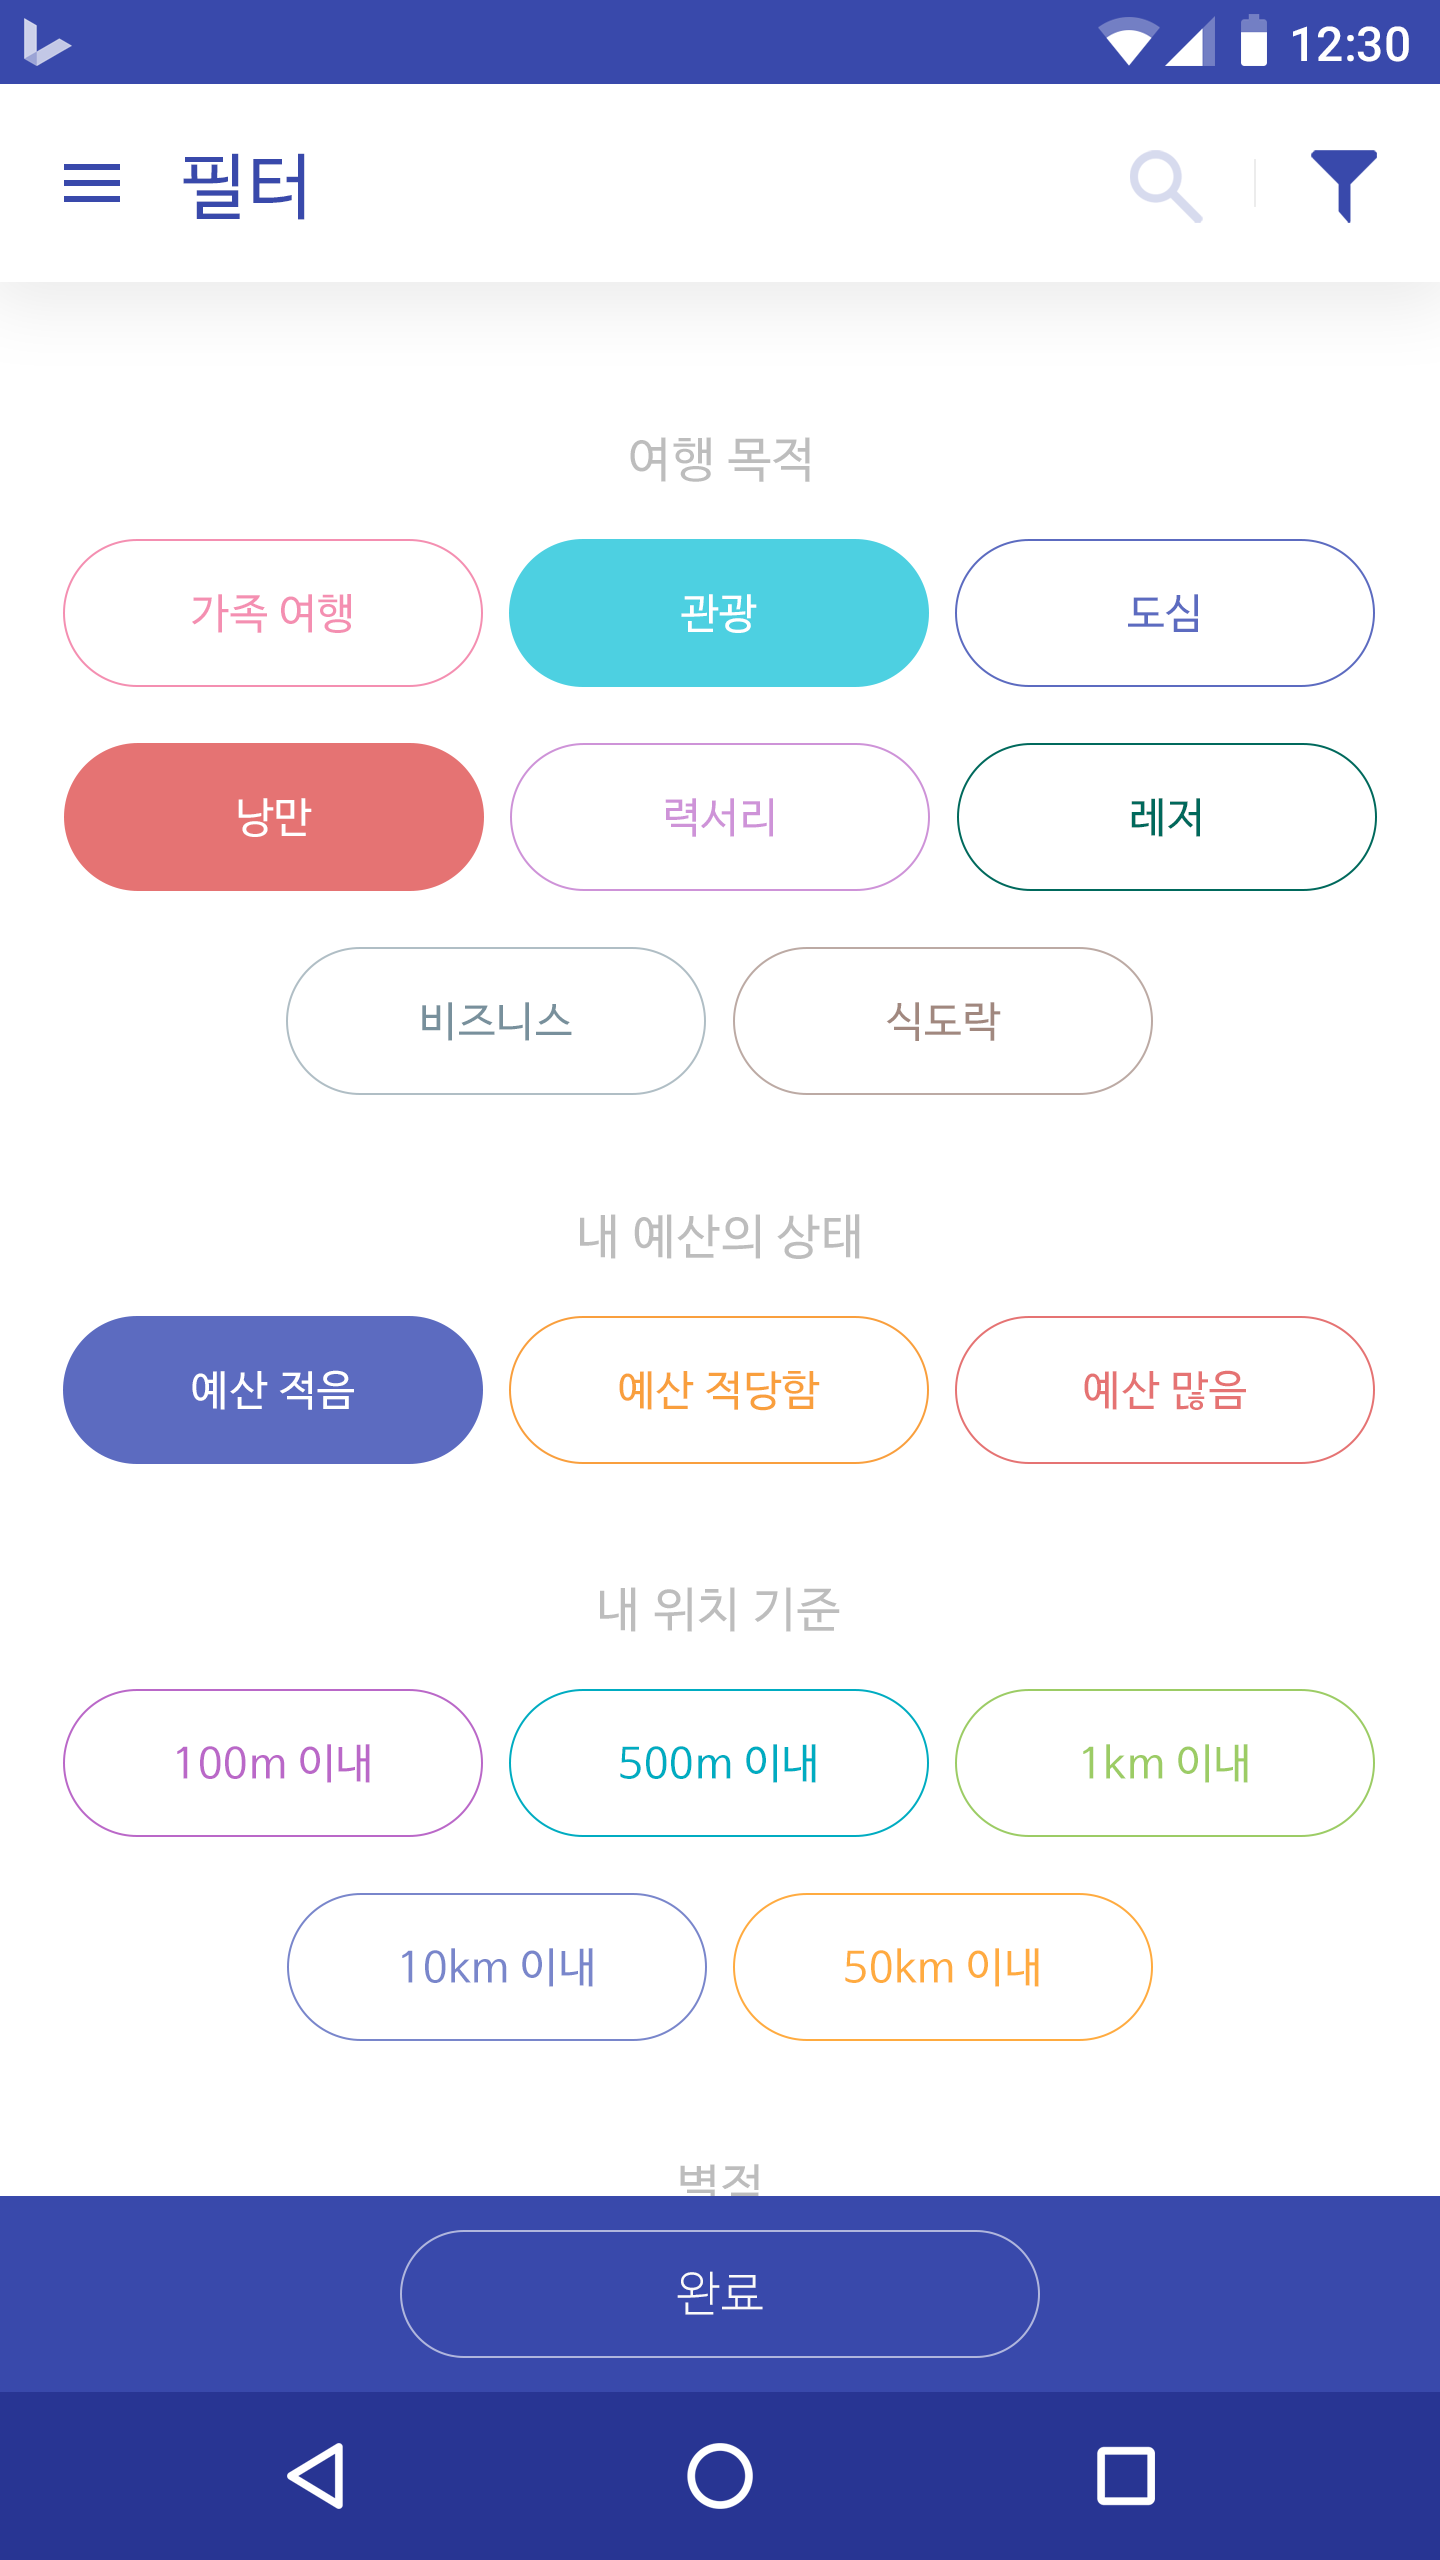 12:30
필터
여행 목적
가족 여행
관광
도심
낭만
력서리
레저
비즈니스
식도락
내 예산의 상태
예산 적음
예산 적당함
예산 많음
내 위치 기준
100m 이내
500m 이내
1km 이내
10km 이내
50km 이내
완료